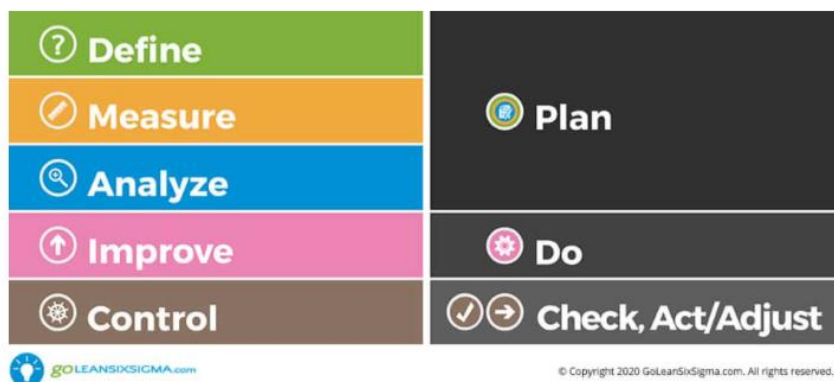 Define
Measure
Analyze
Improve
Control
Plan
Do
Check, Act/Adjust
goLEANSIXSIGMA.com
© Copyright 2020 GoLeanSixSigma.com. All rights reserved.